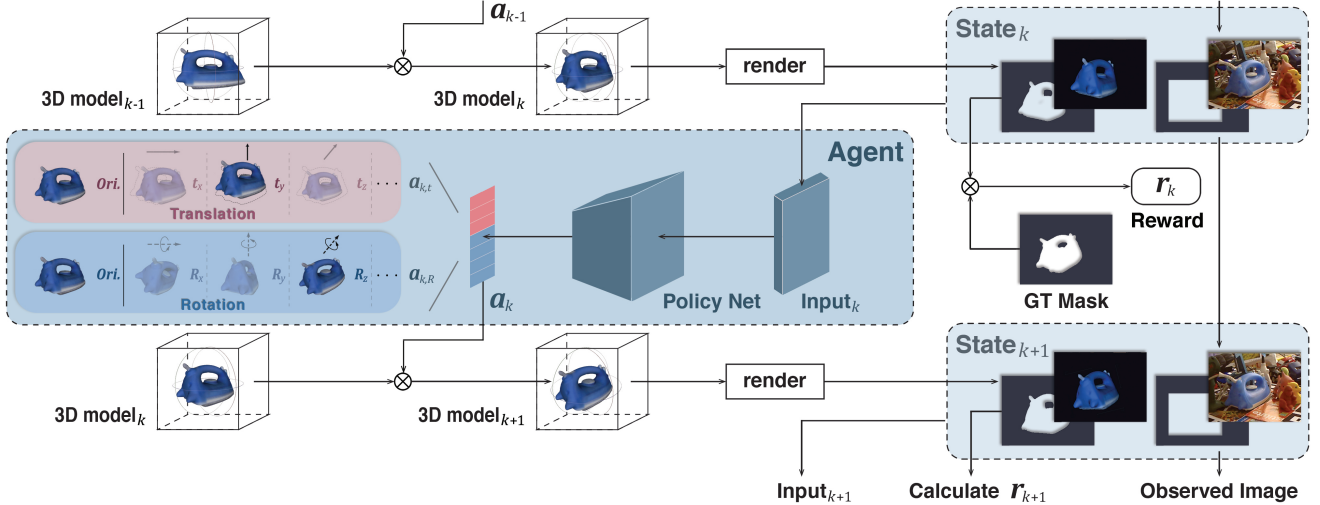 a_{k-1}
State_k
render
3D model_{k-1}
3D model_k
Agent
Ori. t_x t_y t_z ··· a_{k,t}
Translation
r_k
Reward
Ori. R_x R_y R_z ··· a_{k,R}
Rotation
a_k
Policy Net
Input_k
GT Mask
State_{k+1}
render
3D model_k
3D model_{k+1}
Input_{k+1}
Calculate r_{k+1}
Observed Image